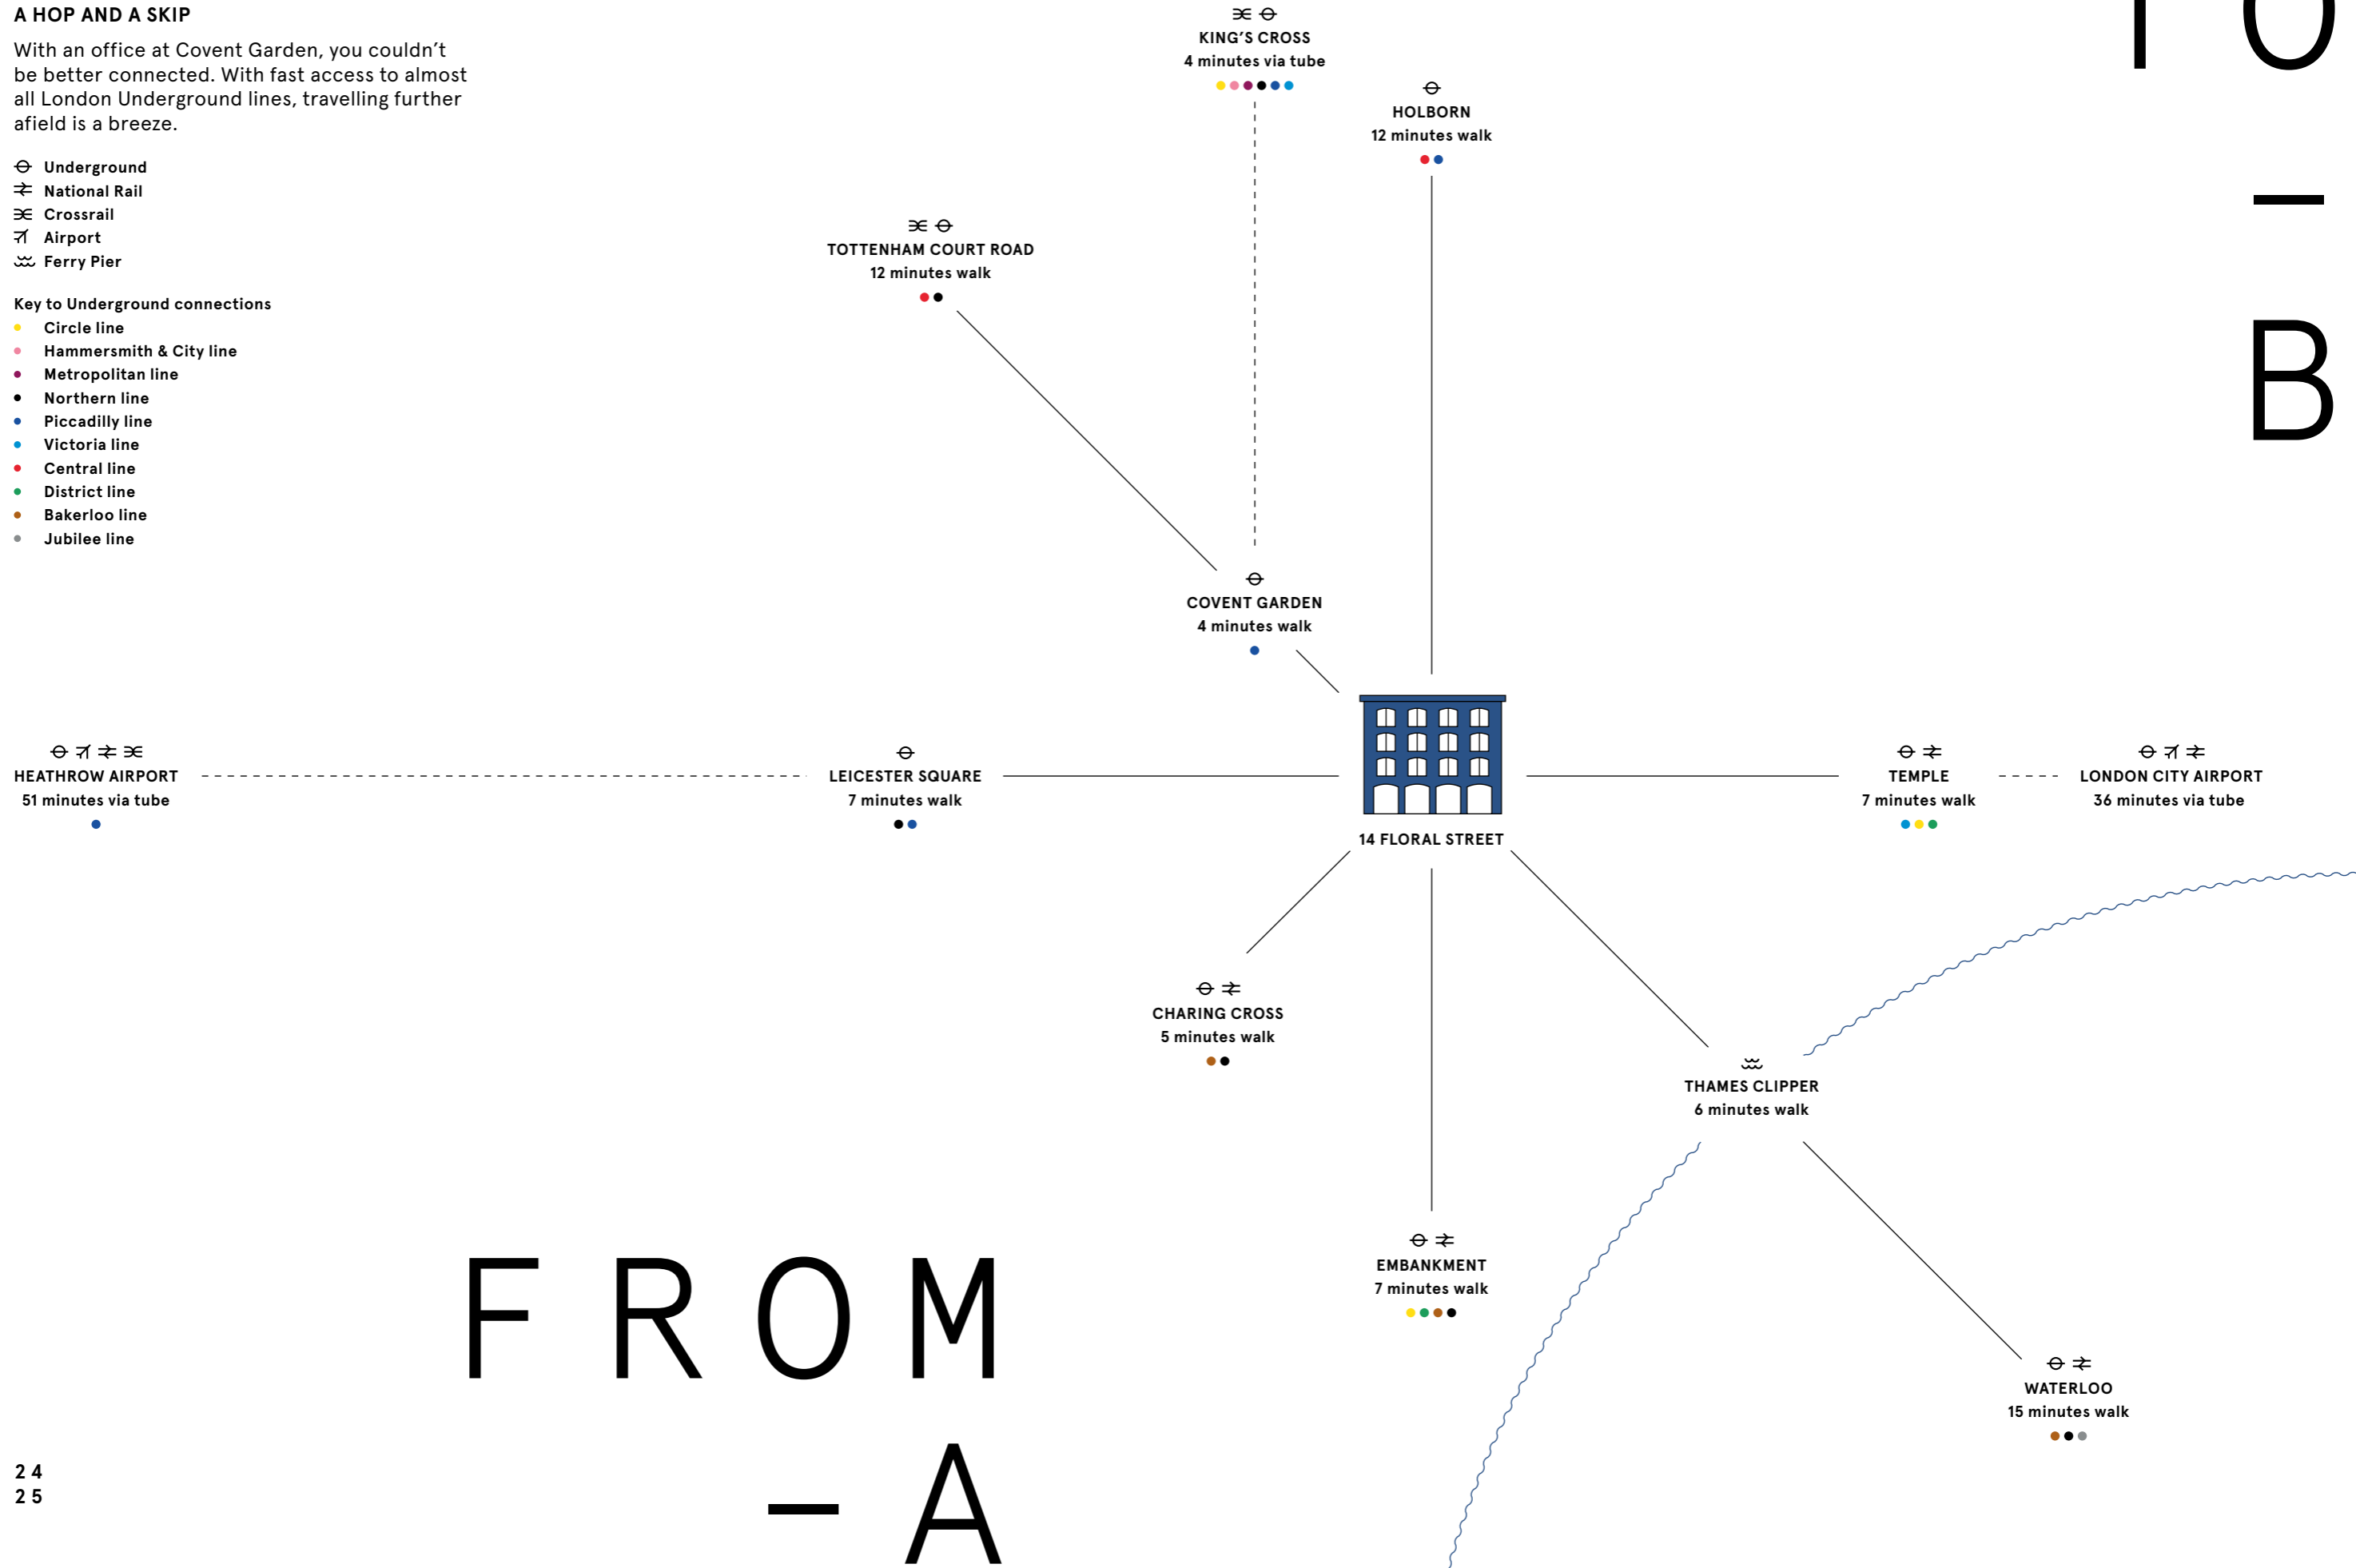 A HOP AND A SKIP
With an office at Covent Garden, you couldn’t
be better connected. With fast access to almost
all London Underground lines, travelling further
afield is a breeze.
Underground
National Rail
Crossrail
Airport
Ferry Pier
Key to Underground connections
Circle line
Hammersmith & City line
Metropolitan line
Northern line
Piccadilly line
Victoria line
Central line
District line
Bakerloo line
Jubilee line
KING’S CROSS
4 minutes via tube
HOLBORN
12 minutes walk
TOTTENHAM COURT ROAD
12 minutes walk
COVENT GARDEN
4 minutes walk
HEATHROW AIRPORT
51 minutes via tube
LEICESTER SQUARE
7 minutes walk
14 FLORAL STREET
TEMPLE
7 minutes walk
LONDON CITY AIRPORT
36 minutes via tube
CHARING CROSS
5 minutes walk
THAMES CLIPPER
6 minutes walk
EMBANKMENT
7 minutes walk
WATERLOO
15 minutes walk
FROM
– A
TO
–
B
24
25